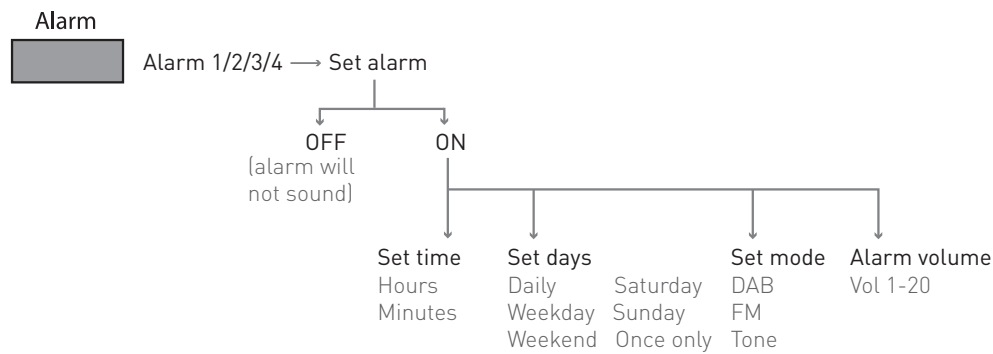 Alarm
Alarm 1/2/3/4 → Set alarm
OFF ON
(alarm will
not sound)
Set time Set days Set mode Alarm volume
Hours Daily Saturday DAB Vol 1-20
Minutes Weekday Sunday FM
Weekend Once only Tone